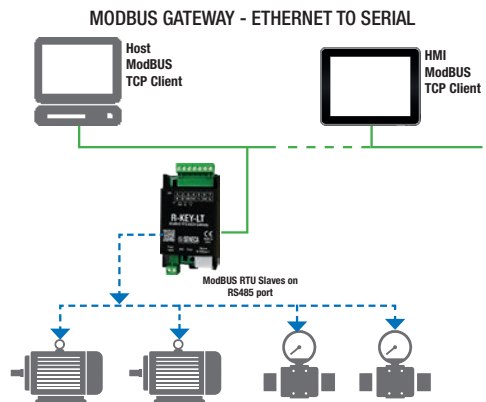 MODBUS GATEWAY - ETHERNET TO SERIAL
Host
ModBUS
TCP Client
HMI
ModBUS
TCP Client
R-KEY-LT
SENECA
ModBUS RTU Slaves on
RS485 port